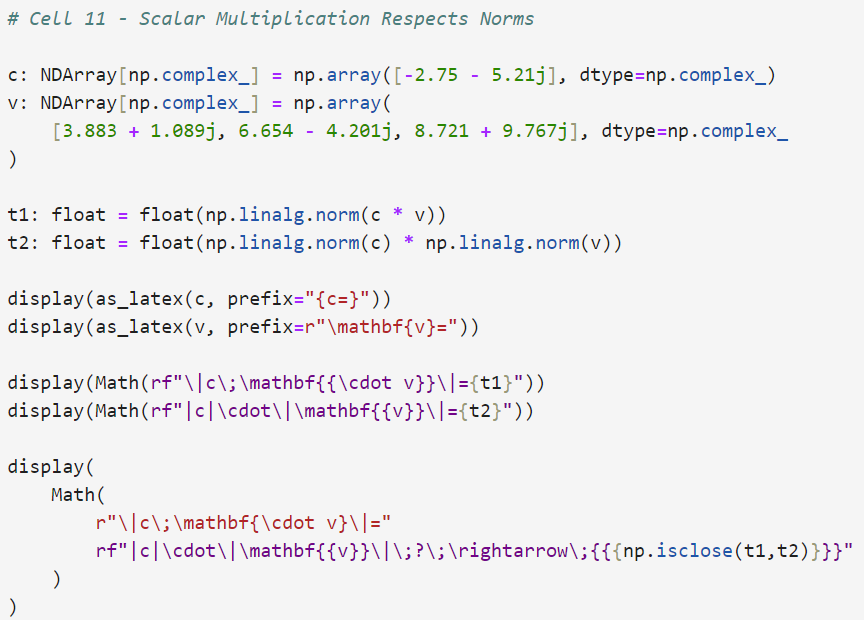 # Cell 11 - Scalar Multiplication Respects Norms

c: NDArray[np.complex_] = np.array([-2.75 - 5.21j], dtype=np.complex_)
v: NDArray[np.complex_] = np.array(
    [3.883 + 1.089j, 6.654 - 4.201j, 8.721 + 9.767j], dtype=np.complex_
)

t1: float = float(np.linalg.norm(c * v))
t2: float = float(np.linalg.norm(c) * np.linalg.norm(v))

display(as_latex(c, prefix="{c=}"))
display(as_latex(v, prefix=r"\mathbf{v}="))

display(Math(rf"\|c\;\mathbf{{\cdot v}}\|={t1}"))
display(Math(rf"|c|\cdot\|\mathbf{{v}}\|={t2}"))

display(
    Math(
        r"\|c\;\mathbf{\cdot v}\|="
        rf"|c|\cdot\|\mathbf{{v}}\|\;?\;\rightarrow\;{{{np.isclose(t1,t2)}}}"
    )
)